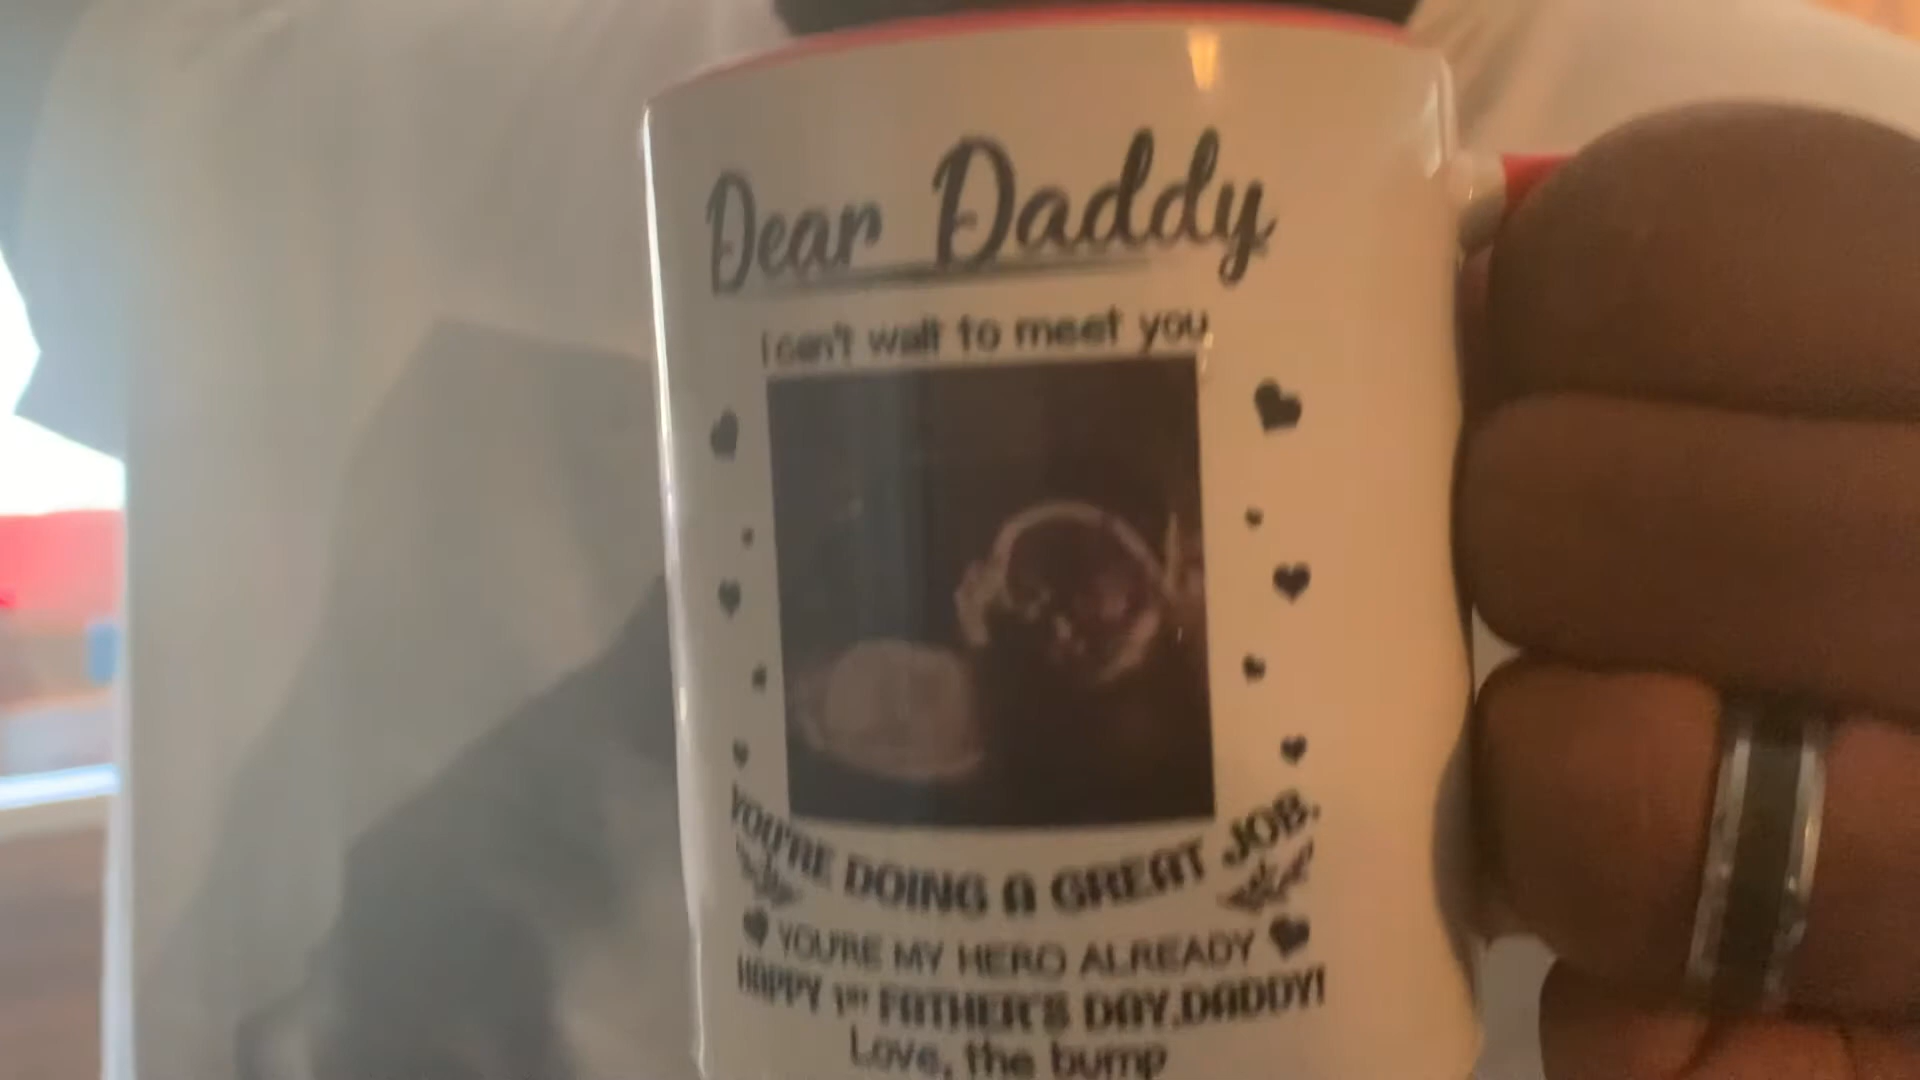 Dear Daddy
i can't wait to meet you
YOU'RE DOING A GREAT JOB.
YOU'RE MY HERO ALREADY
HAPPY 1ST FATHER'S DAY,DADDY!
Love, the bump